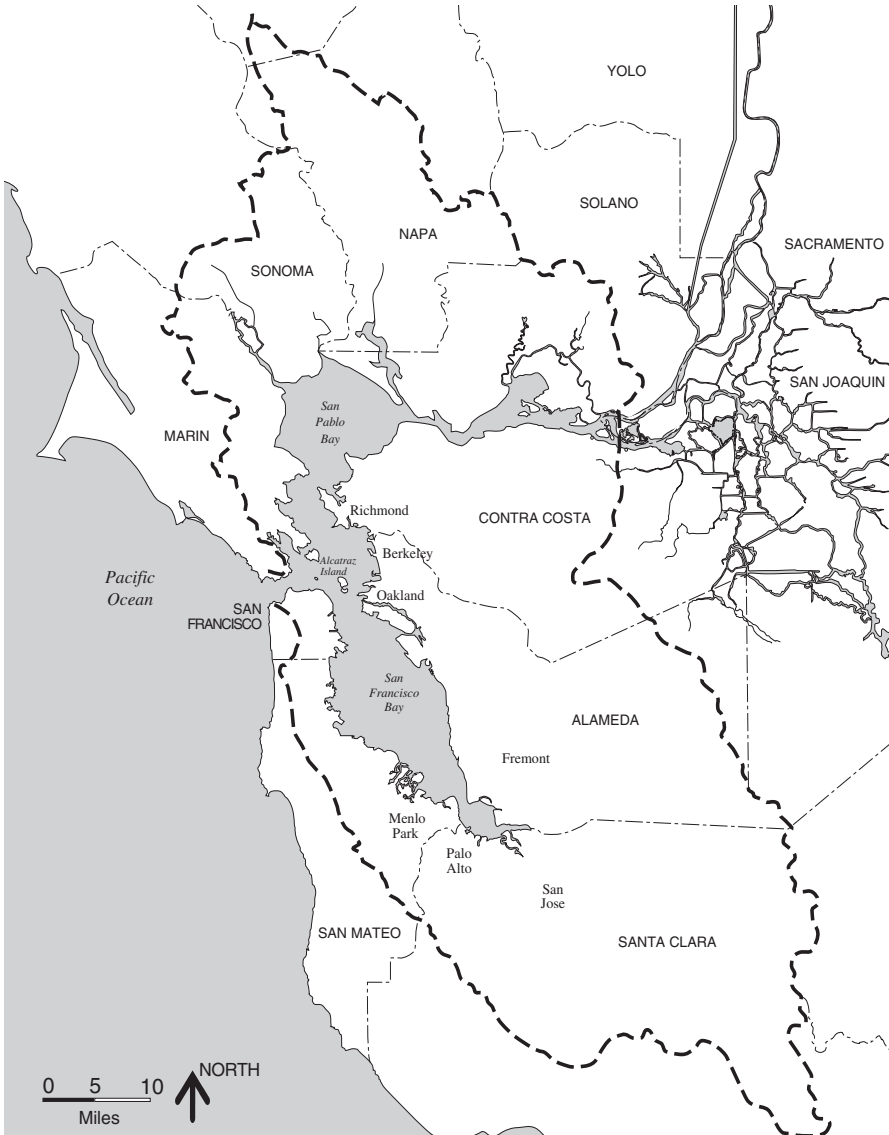 YOLO
SOLANO
NAPA
SACRAMENTO
SONOMA
SAN JOAQUIN
San
Pablo
Bay
MARIN
Richmond
CONTRA COSTA
Berkeley
Alcatraz
Island
Pacific
Ocean
Oakland
SAN
FRANCISCO
San
Francisco
Bay
ALAMEDA
Fremont
Menlo
Park
Palo
Alto
San
Jose
SAN MATEO
SANTA CLARA
NORTH
0 5 10
Miles